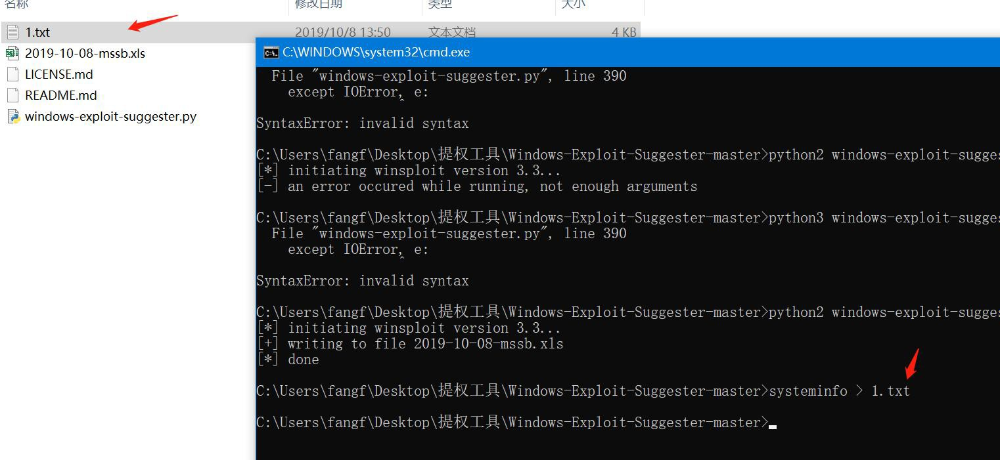 名称 修改日期 类型 大小
1.txt 2019/10/8 13:50 文本文档 4 KB
2019-10-08-mssb.xls
LICENSE.md
README.md
windows-exploit-suggester.py
C:\WINDOWS\system32\cmd.exe
File "windows-exploit-suggester.py", line 390
except IOError, e:
^
SyntaxError: invalid syntax
C:\Users\fangf\Desktop\提权工具\Windows-Exploit-Suggester-master>python2 windows-exploit-sugges
[*] initiating winsploit version 3.3...
[-] an error occured while running, not enough arguments
C:\Users\fangf\Desktop\提权工具\Windows-Exploit-Suggester-master>python3 windows-exploit-sugges
File "windows-exploit-suggester.py", line 390
except IOError, e:
^
SyntaxError: invalid syntax
C:\Users\fangf\Desktop\提权工具\Windows-Exploit-Suggester-master>python2 windows-exploit-sugges
[*] initiating winsploit version 3.3...
[+] writing to file 2019-10-08-mssb.xls
[*] done
C:\Users\fangf\Desktop\提权工具\Windows-Exploit-Suggester-master>systeminfo > 1.txt
C:\Users\fangf\Desktop\提权工具\Windows-Exploit-Suggester-master>